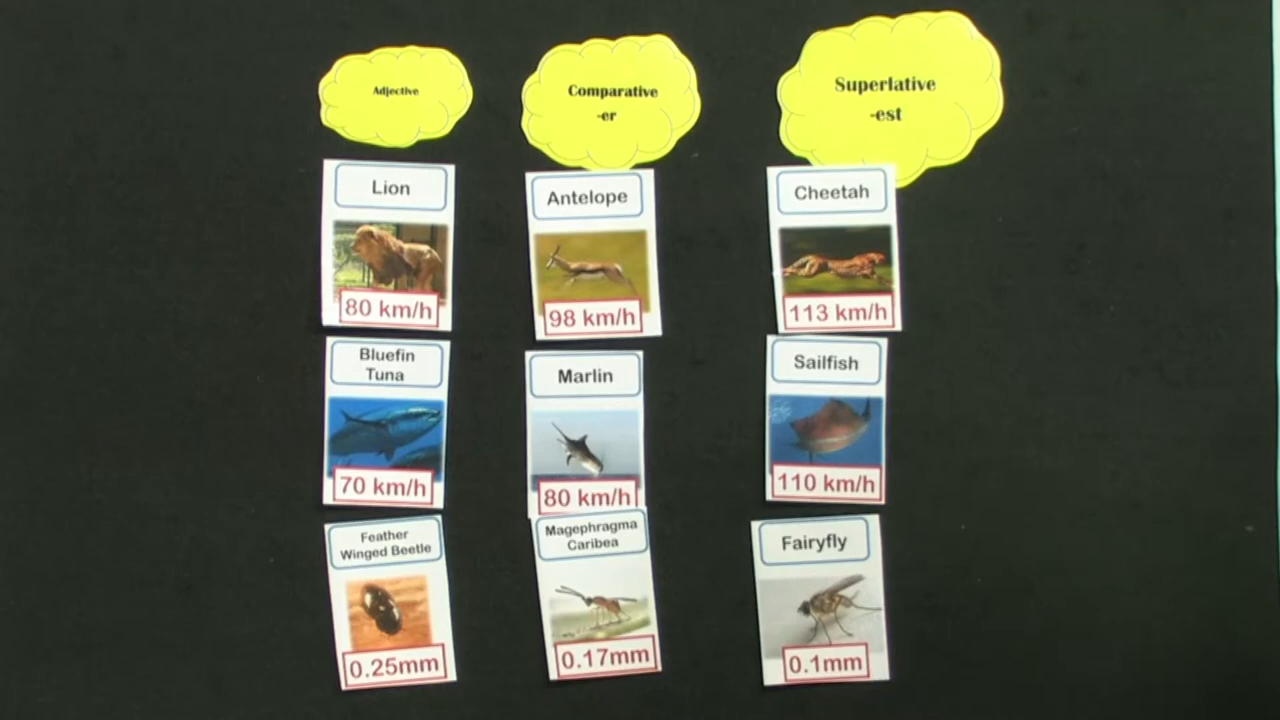 Adjective
Comparative
-er
Superlative
-est
Lion
80 km/h
Antelope
98 km/h
Cheetah
113 km/h
Bluefin
Tuna
70 km/h
Marlin
80 km/h
Sailfish
110 km/h
Feather
Winged Beetle
0.25mm
Magephragma
Caribea
0.17mm
Fairyfly
0.1mm